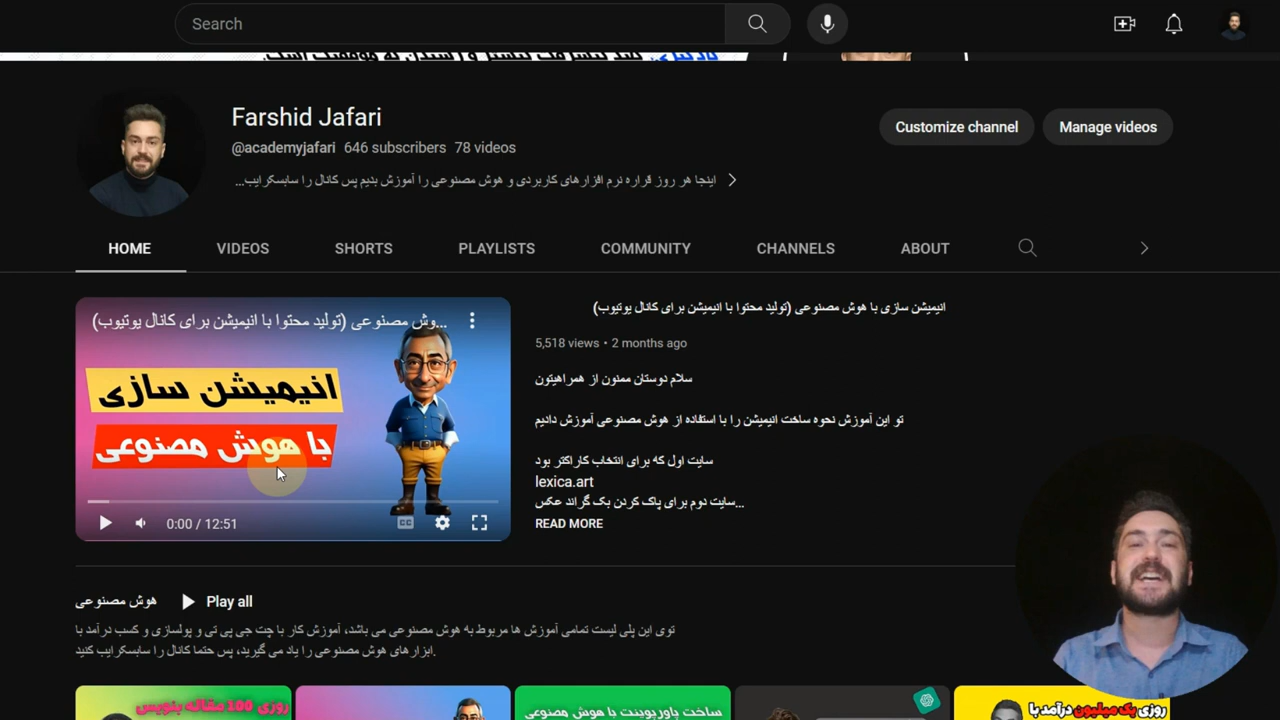 Search
Farshid Jafari
@academyjafari 646 subscribers 78 videos
اینجا هر روز قراره نرم افزارهای کاربردی و هوش مصنوعی را آموزش بدیم پس کانال را سابسکرایب...
Customize channel
Manage videos
HOME
VIDEOS
SHORTS
PLAYLISTS
COMMUNITY
CHANNELS
ABOUT
وش مصنوعی (تولید محتوا با انیمیشن برای کانال یوتیوب)...
انیمیشن سازی
با هوش مصنوعی
0:00 / 12:51
CC
انیمیشن سازی با هوش مصنوعی (تولید محتوا با انیمیشن برای کانال یوتیوب)
5,518 views • 2 months ago
سلام دوستان ممنون از همراهیتون
تو این آموزش نحوه ساخت انیمیشن را با استفاده از هوش مصنوعی آموزش دادیم
سایت اول که برای انتخاب کاراکتر بود
lexica.art
سایت دوم برای پاک کردن بک گراند عکس...
READ MORE
هوش مصنوعی
Play all
توی این پلی لیست تمامی آموزش ها مربوط به هوش مصنوعی می باشد، آموزش کار با چت جی پی تی و پولسازی و کسب درآمد با
ابزارهای هوش مصنوعی را یاد می گیرید، پس حتما کانال را سابسکرایب کنید.
روزی 100 مقاله بنویس
ساخت پاورپوینت با هوش مصنوعی
روزی یک میلیون درآمد با